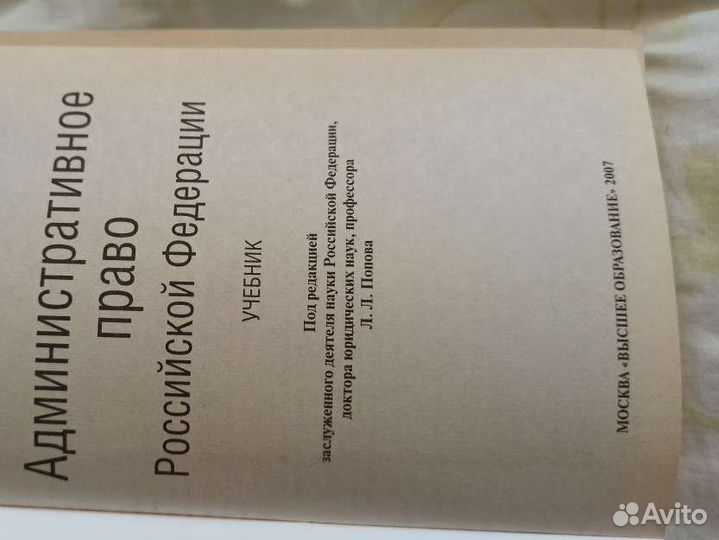 Административное
право
Российской Федерации
УЧЕБНИК
Под редакцией
заслуженного деятеля науки Российской Федерации,
доктора юридических наук, профессора
Л. Л. Попова
МОСКВА «ВЫСШЕЕ ОБРАЗОВАНИЕ» 2007
Avito